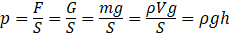 p = F/S = G/S = mg/S = ρVg/S = ρgh